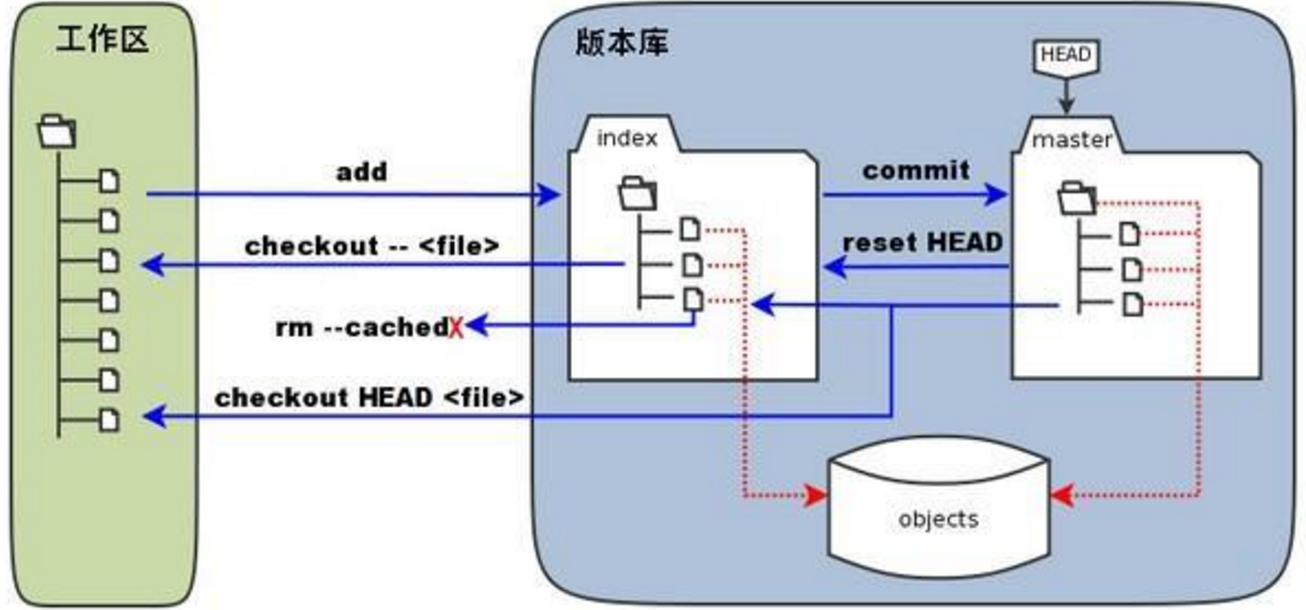 工作区
版本库
HEAD
index
master
add
commit
checkout -- <file>
reset HEAD
rm --cachedX
checkout HEAD <file>
objects